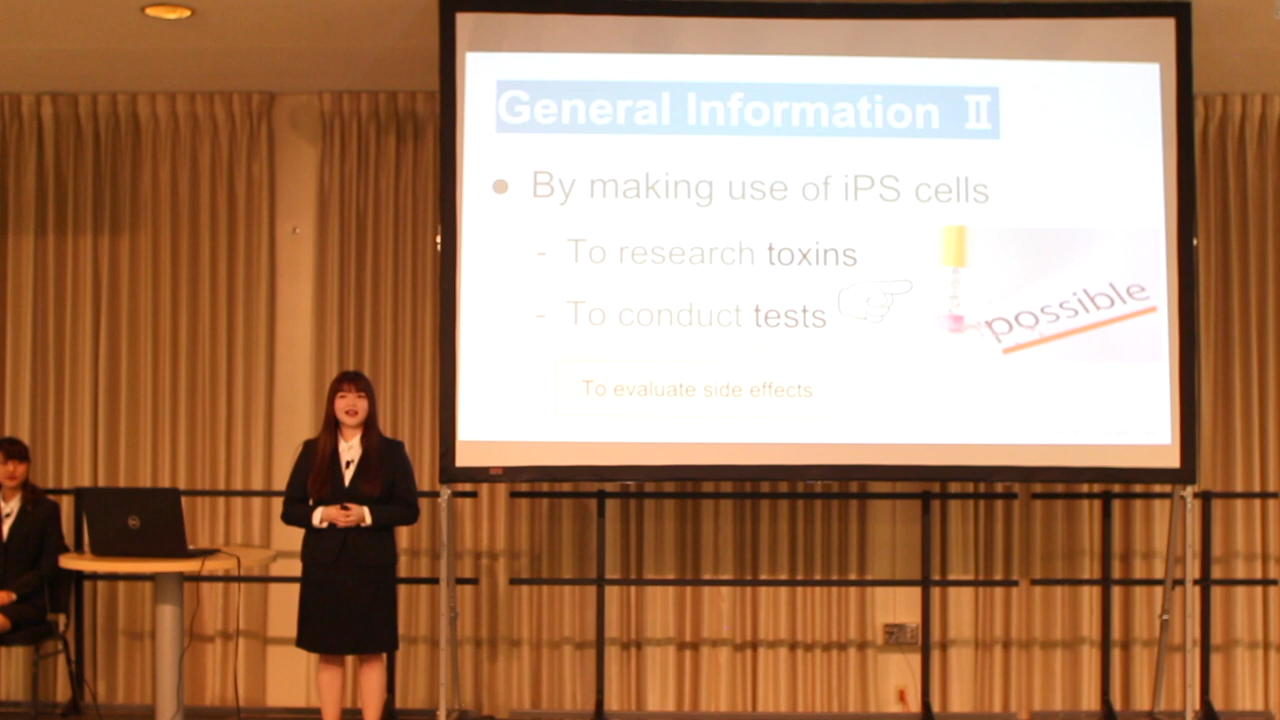 General Information Ⅱ
● By making use of iPS cells
- To research toxins
- To conduct tests
possible
To evaluate side effects
DELL